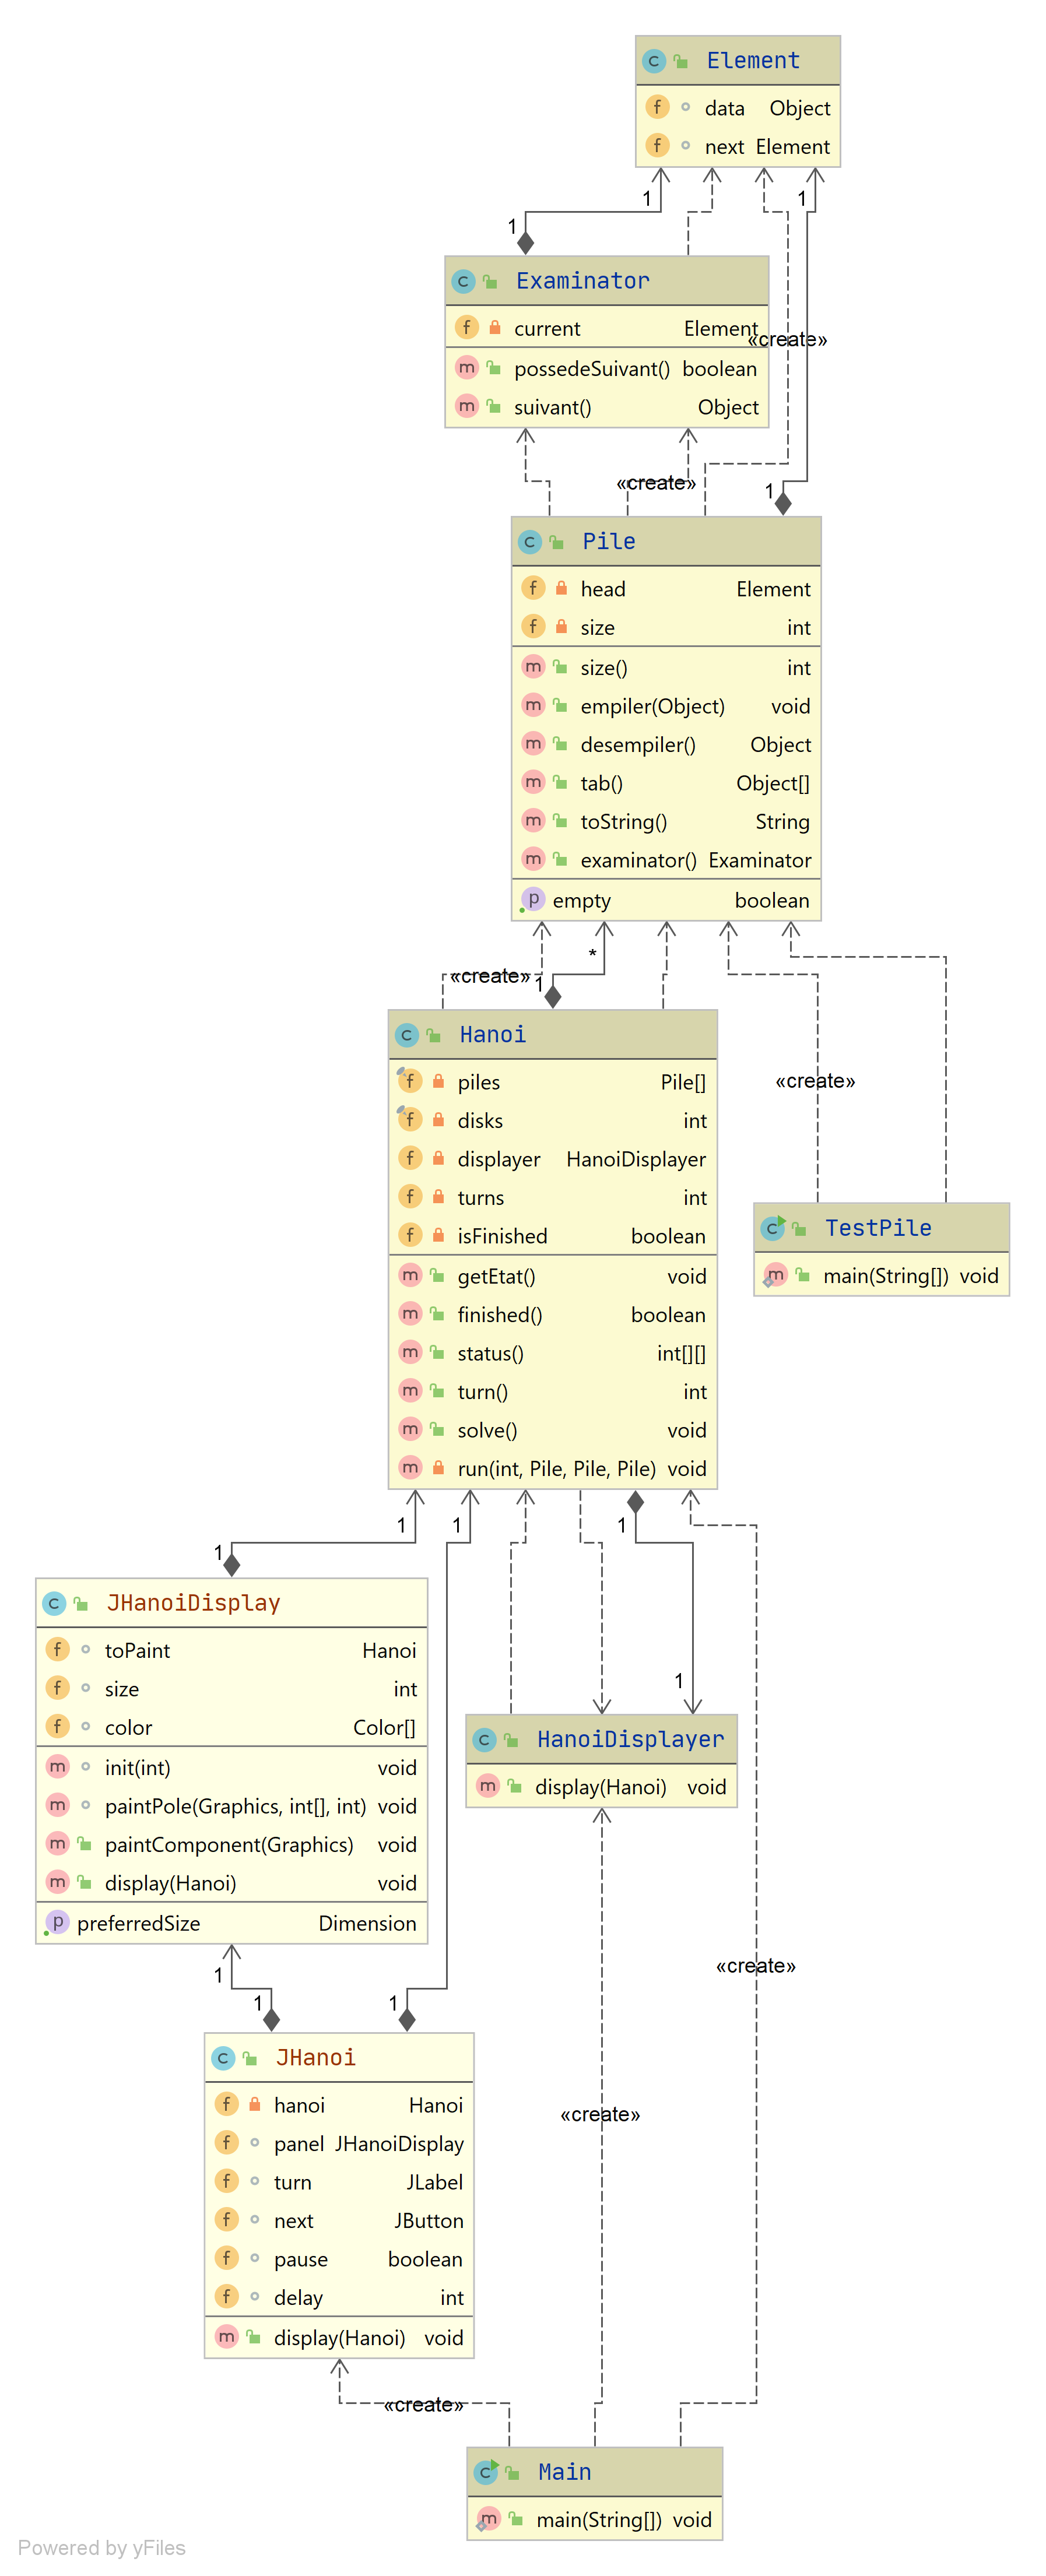 Element
data Object
next Element
1 1
1
Examinator
current Element
«create»
possedeSuivant() boolean
suivant() Object
«create»
1
Pile
head Element
size int
size() int
empiler(Object) void
desempiler() Object
tab() Object[]
toString() String
examinator() Examinator
empty boolean
*
«create» 1
Hanoi
piles Pile[]
«create»
disks int
displayer HanoiDisplayer
turns int
isFinished boolean
TestPile
main(String[]) void
getEtat() void
finished() boolean
status() int[][]
turn() int
solve() void
run(int, Pile, Pile, Pile) void
1 1 1
1
JHanoiDisplay
toPaint Hanoi
size int
color Color[]
init(int) void
paintPole(Graphics, int[], int) void
paintComponent(Graphics) void
display(Hanoi) void
preferredSize Dimension
1
HanoiDisplayer
display(Hanoi) void
«create»
1
1 1
JHanoi
hanoi Hanoi
panel JHanoiDisplay
turn JLabel
next JButton
pause boolean
delay int
display(Hanoi) void
«create»
«create»
Main
main(String[]) void
Powered by yFiles